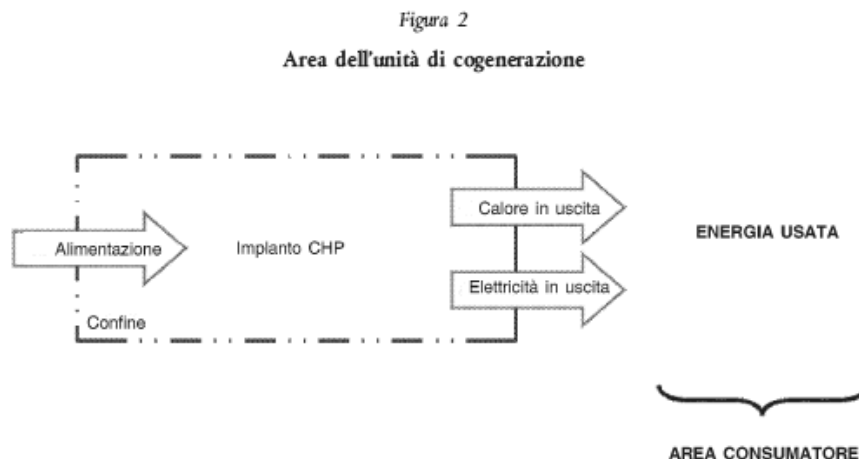 Figura 2
Area dell'unità di cogenerazione
Calore in uscita
Alimentazione
Implanto CHP
ENERGIA USATA
Elettricità in uscita
Confine
AREA CONSUMATORE